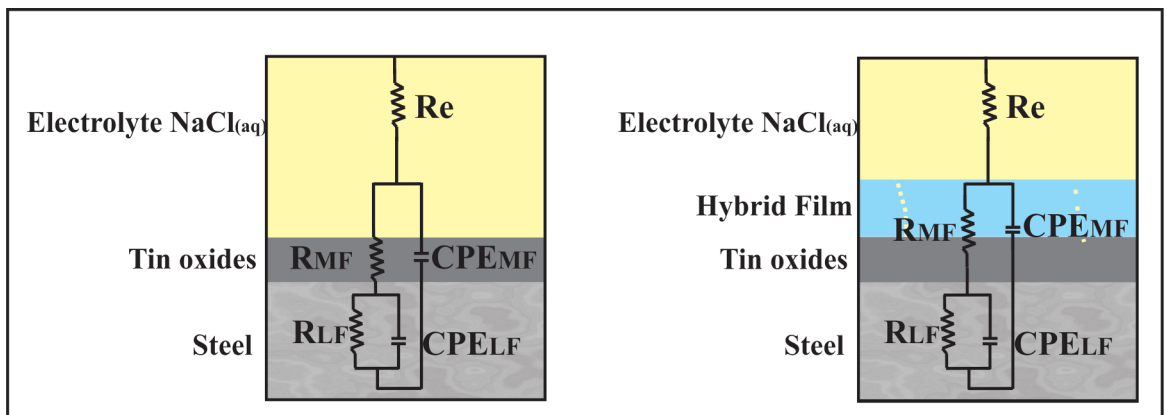 Electrolyte NaCl(aq)
Re
Tin oxides
RMF
CPEMF
Steel
RLF
CPELF
Electrolyte NaCl(aq)
Re
Hybrid Film
RMF
CPEMF
Tin oxides
Steel
RLF
CPELF